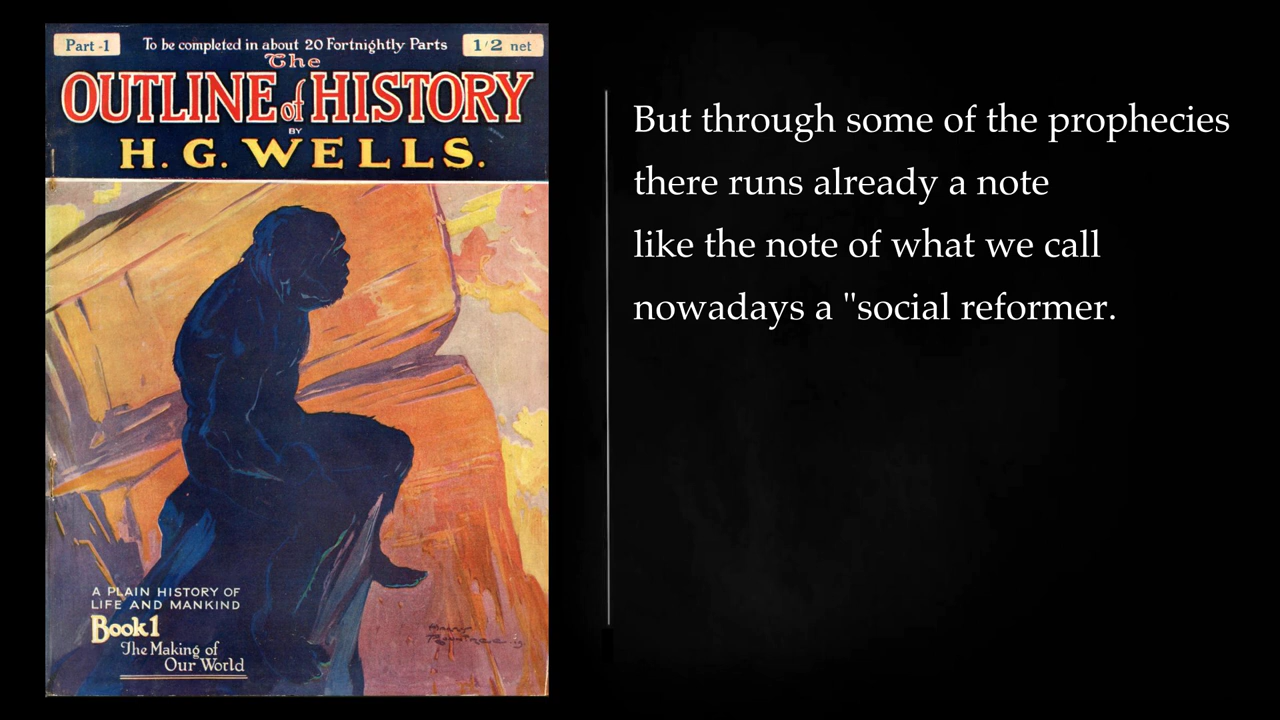 Part -1
To be completed in about 20 Fortnightly Parts
1/2 net
The
OUTLINE of HISTORY
BY
H. G. WELLS.
A PLAIN HISTORY OF
LIFE AND MANKIND
Book 1
The Making of
Our World
But through some of the prophecies
there runs already a note
like the note of what we call
nowadays a "social reformer.